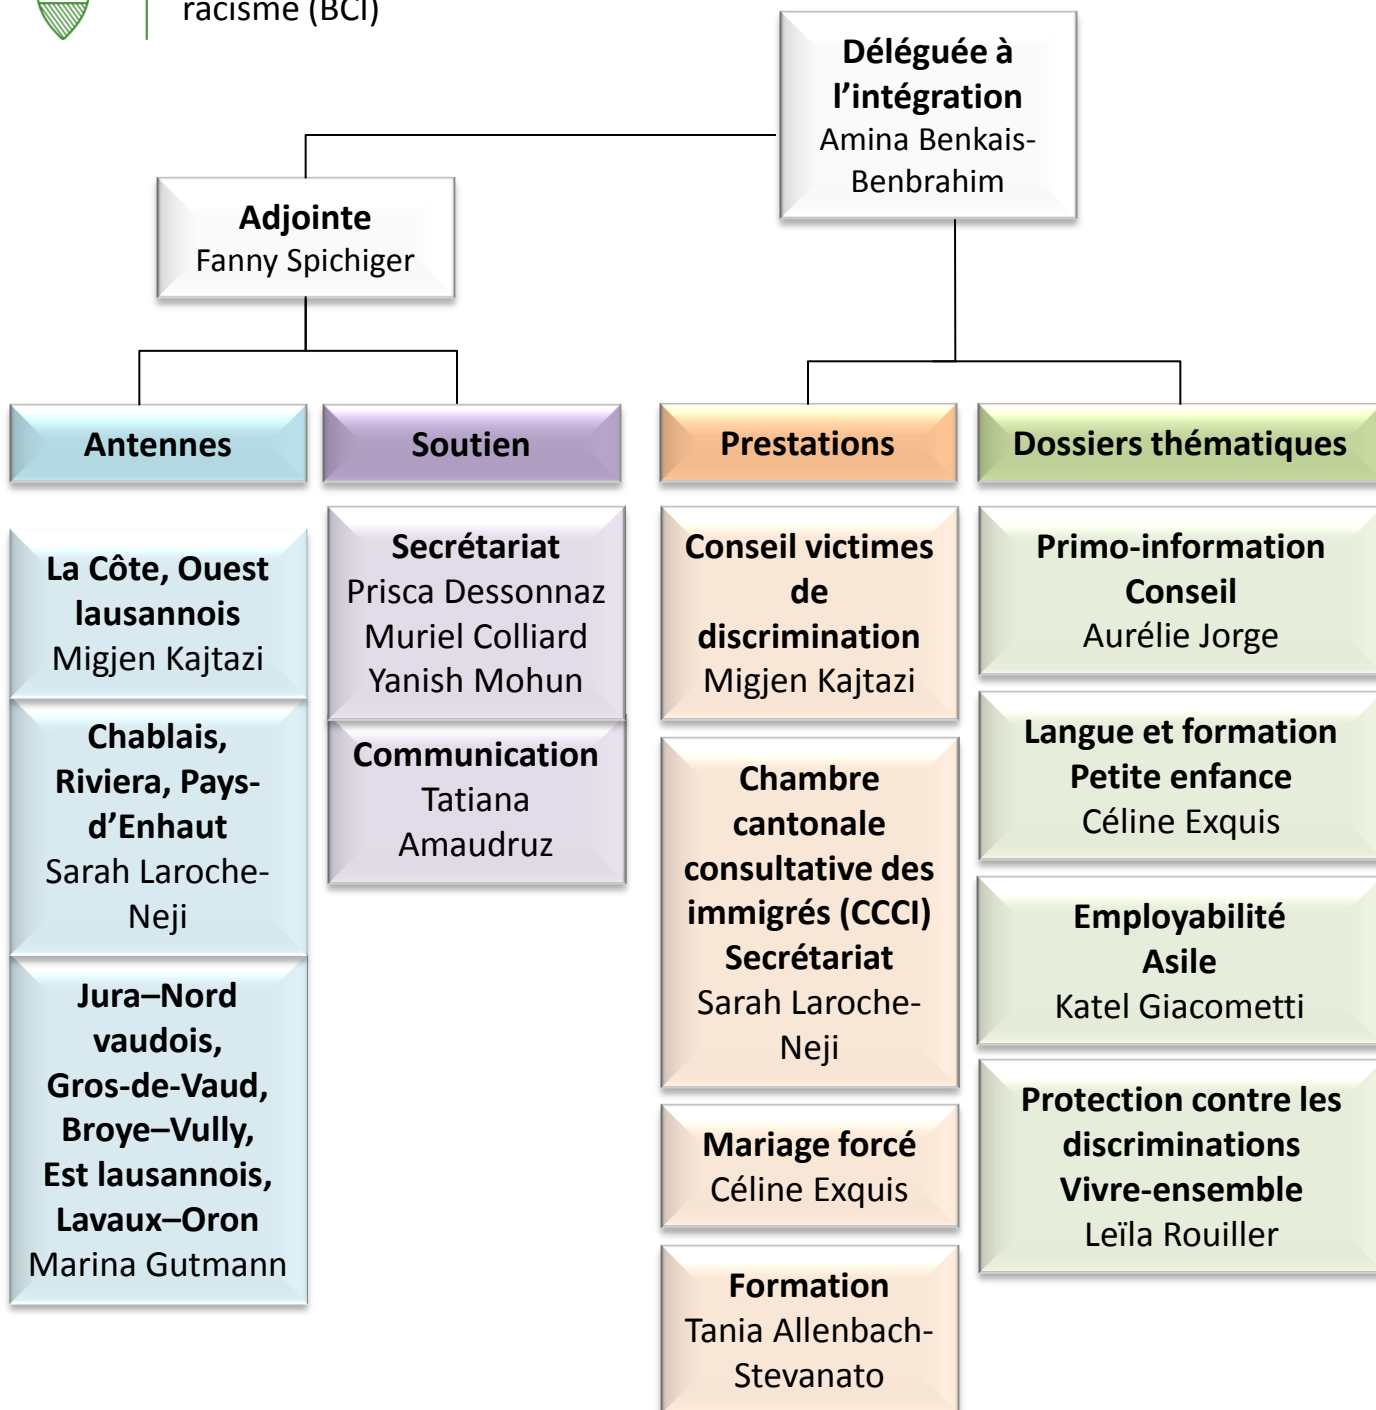 racisme (BCI)
Déléguée à
l’intégration
Amina Benkais-
Benbrahim
Adjointe
Fanny Spichiger
Antennes
La Côte, Ouest
lausannois
Migjen Kajtazi
Chablais,
Riviera, Pays-
d’Enhaut
Sarah Laroche-
Neji
Jura–Nord
vaudois,
Gros-de-Vaud,
Broye–Vully,
Est lausannois,
Lavaux–Oron
Marina Gutmann
Soutien
Secrétariat
Prisca Dessonnaz
Muriel Colliard
Yanish Mohun
Communication
Tatiana
Amaudruz
Prestations
Conseil victimes
de
discrimination
Migjen Kajtazi
Chambre
cantonale
consultative des
immigrés (CCCI)
Secrétariat
Sarah Laroche-
Neji
Mariage forcé
Céline Exquis
Formation
Tania Allenbach-
Stevanato
Dossiers thématiques
Primo-information
Conseil
Aurélie Jorge
Langue et formation
Petite enfance
Céline Exquis
Employabilité
Asile
Katel Giacometti
Protection contre les
discriminations
Vivre-ensemble
Leïla Rouiller